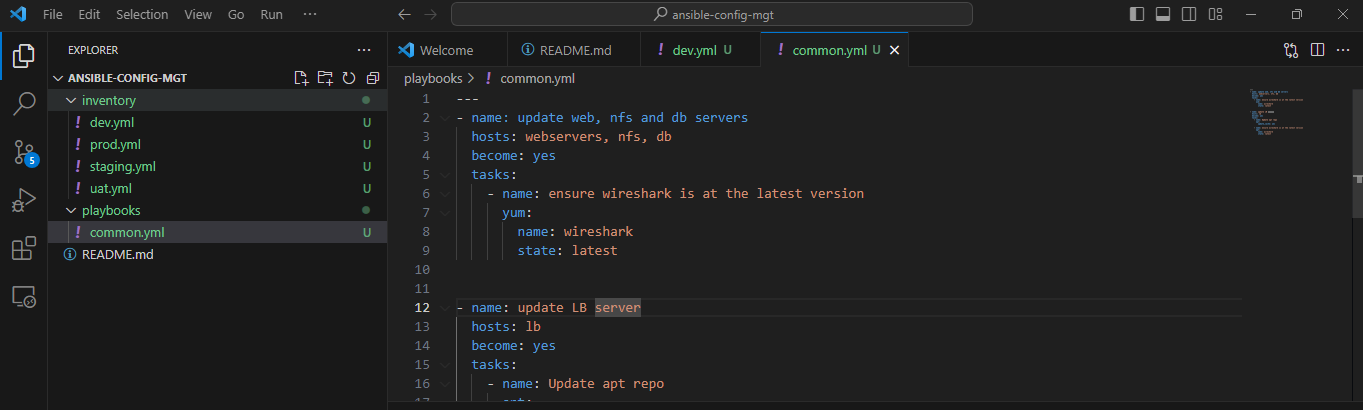 File Edit Selection View Go Run ···
ansible-config-mgt
EXPLORER ···
ANSIBLE-CONFIG-MGT
inventory
! dev.yml U
! prod.yml U
! staging.yml U
! uat.yml U
playbooks
! common.yml U
README.md
5
Welcome README.md ! dev.yml U ! common.yml U
playbooks > ! common.yml
1 ---
2 - name: update web, nfs and db servers
3 hosts: webservers, nfs, db
4 become: yes
5 tasks:
6 - name: ensure wireshark is at the latest version
7 yum:
8 name: wireshark
9 state: latest
10
11
12 - name: update LB server
13 hosts: lb
14 become: yes
15 tasks:
16 - name: Update apt repo
17 apt: